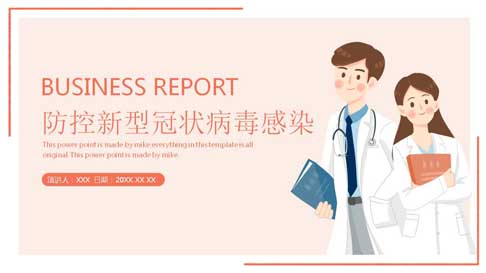 BUSINESS REPORT
防控新型冠状病毒感染
This power point is made by mike everything in this template is all
original. This power point is made by mike.
演讲人：XXX 日期：20XX.XX.XX